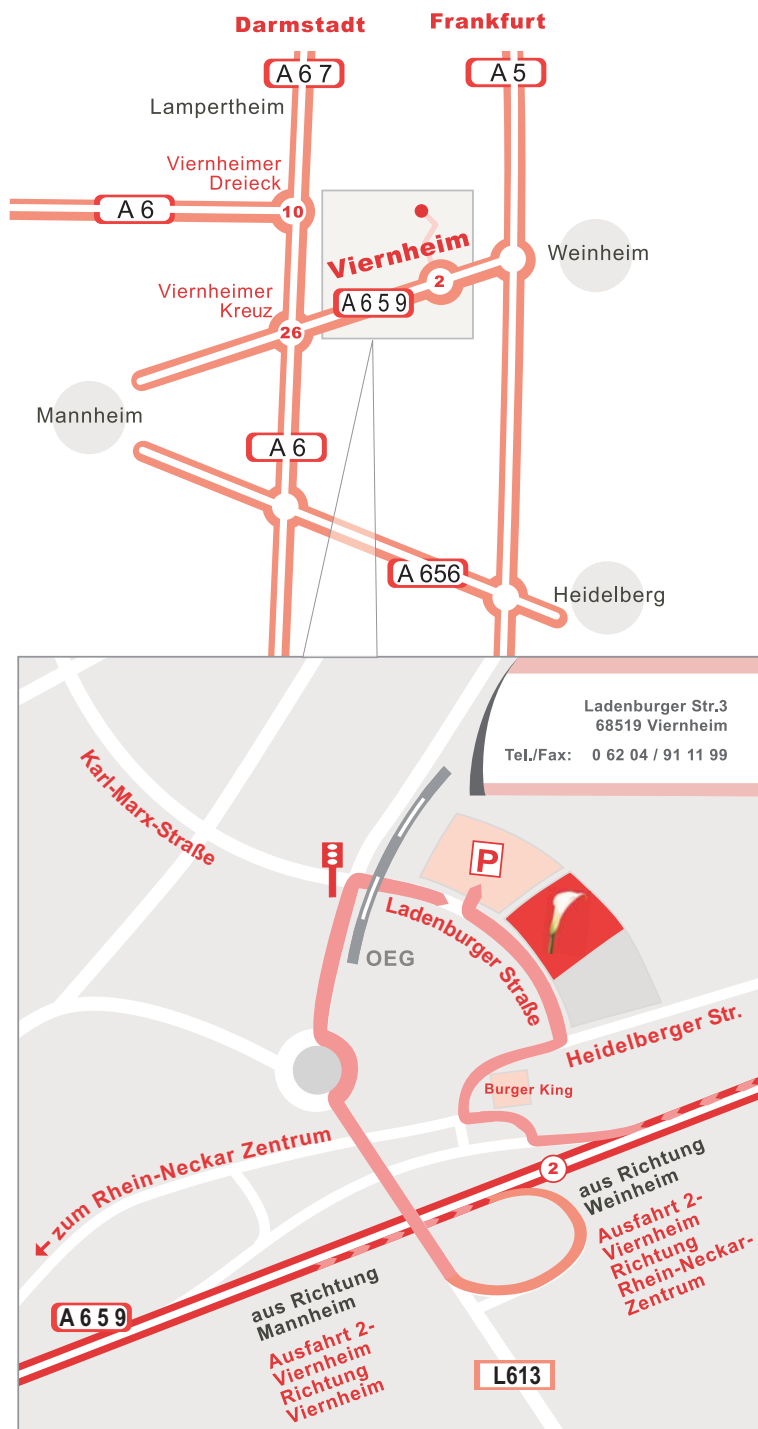 Darmstadt
Frankfurt
A 6 7
A 5
Lampertheim
Viernheimer
Dreieck
A 6
10
Viernheim
Weinheim
2
Viernheimer
Kreuz
A 6 5 9
26
Mannheim
A 6
A 656
Heidelberg
Ladenburger Str.3
68519 Viernheim
Tel./Fax: 0 62 04 / 91 11 99
Karl-Marx-Straße
P
Ladenburger Straße
OEG
Heidelberger Str.
Burger King
zum Rhein-Neckar Zentrum
2
aus Richtung
Weinheim
Ausfahrt 2-
Viernheim
Richtung
Rhein-Neckar-
Zentrum
A 6 5 9
aus Richtung
Mannheim
Ausfahrt 2-
Viernheim
Richtung
Viernheim
L613